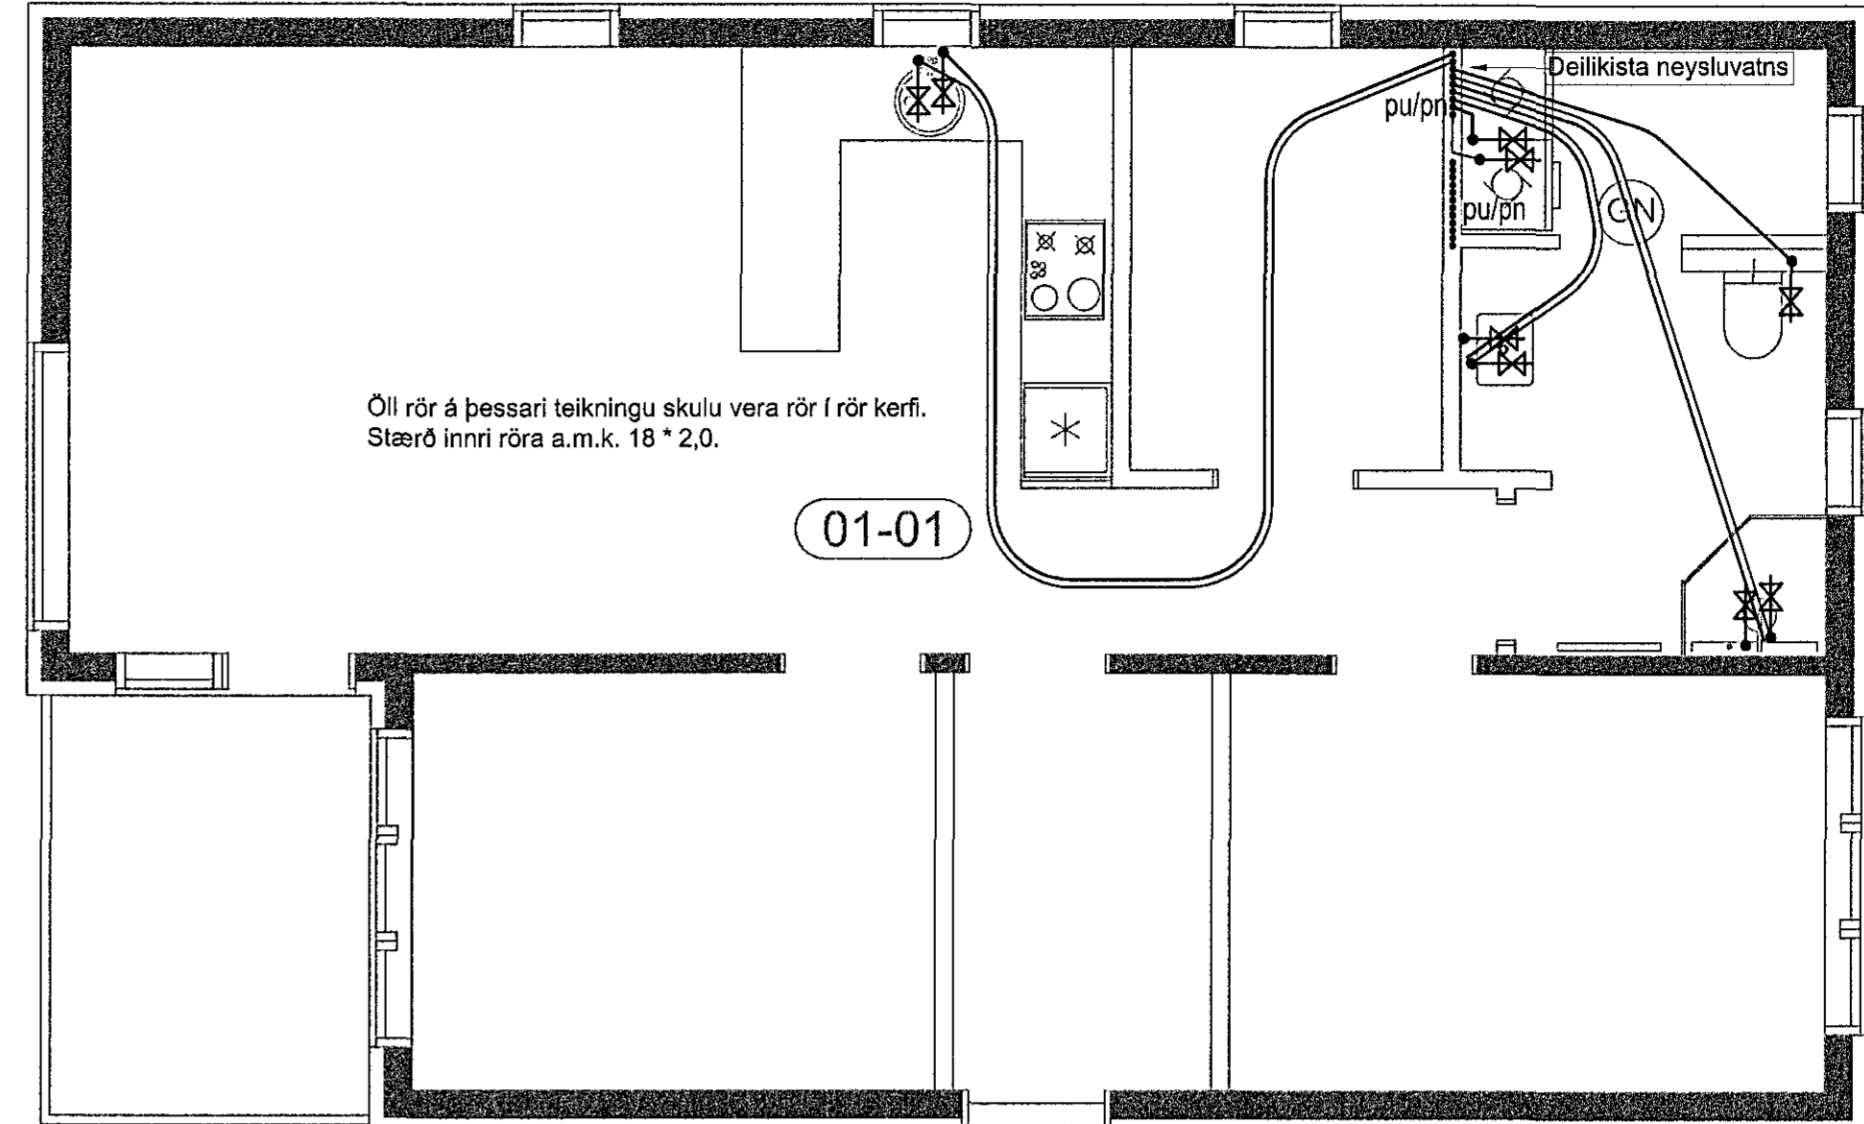 Deilikista neysluvatns
pu/pn
pu/pn
GN
Öll rör á þessari teikningu skulu vera rör í rör kerfi.
Stærð innri röra a.m.k. 18 * 2,0.
01-01